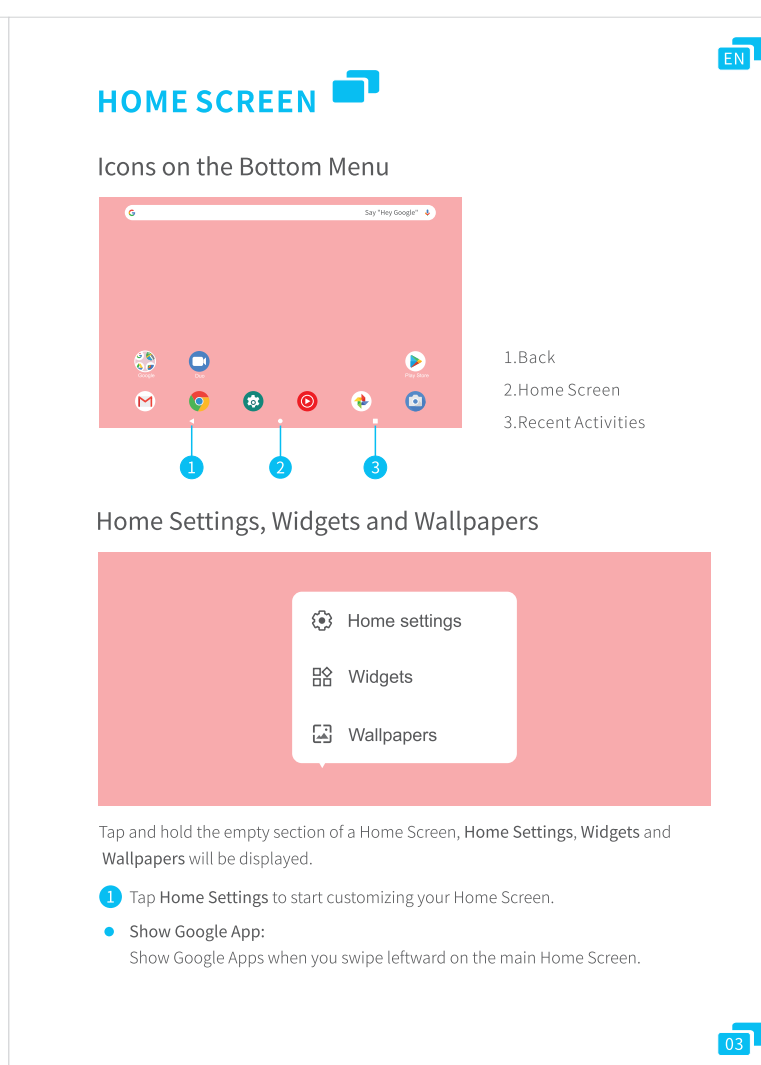 EN
HOME SCREEN
Icons on the Bottom Menu
Say "Hey Google"
Google
Duo
Play Store
1.Back
2.Home Screen
3.Recent Activities
1
2
3
Home Settings, Widgets and Wallpapers
Home settings
Widgets
Wallpapers
Tap and hold the empty section of a Home Screen, Home Settings, Widgets and
Wallpapers will be displayed.
1 Tap Home Settings to start customizing your Home Screen.
Show Google App:
Show Google Apps when you swipe leftward on the main Home Screen.
03